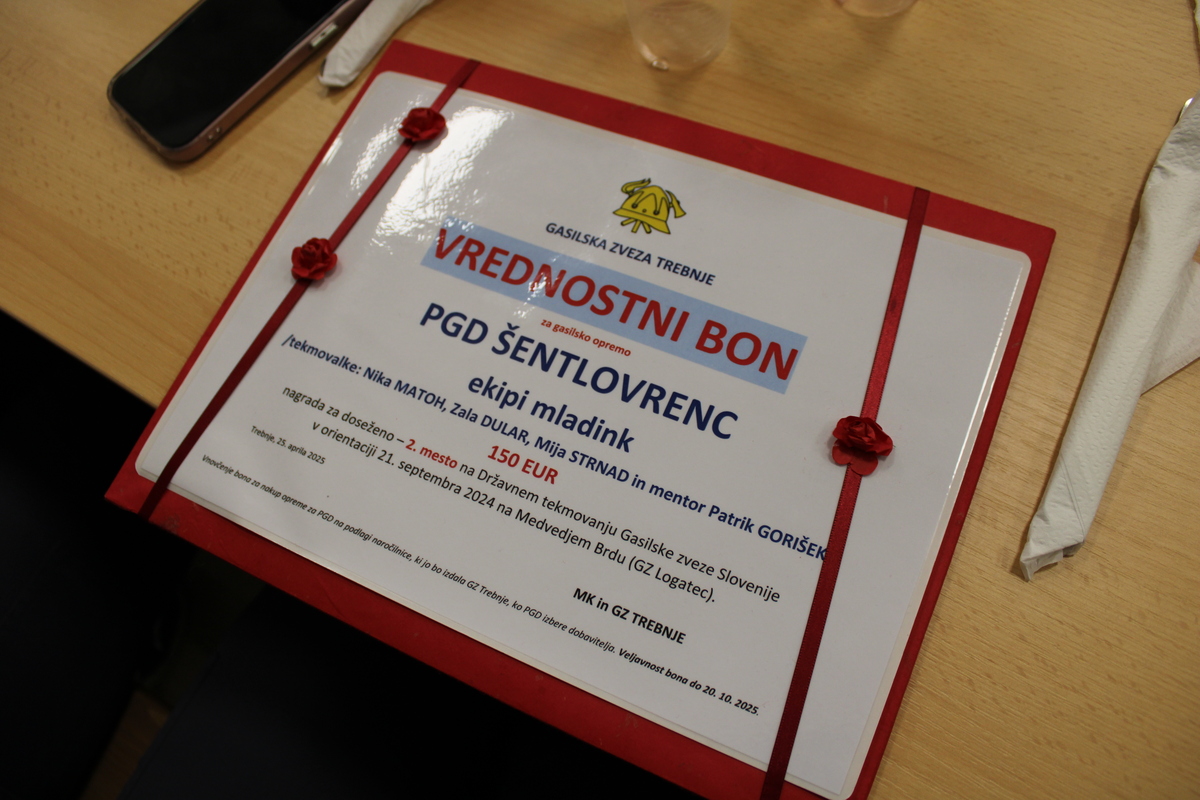 GASILSKA ZVEZA TREBNJE
VREDNOSTNI BON
za gasilsko opremo
PGD ŠENTLOVRENC
ekipi mladink
/tekmovalke: Nika MATOH, Zala DULAR, Mija STRNAD in mentor Patrik GORIŠEK
150 EUR
nagrada za doseženo – 2. mesto na Državnem tekmovanju Gasilske zveze Slovenije
v orientaciji 21. septembra 2024 na Medvedjem Brdu (GZ Logatec).
Trebnje, 25. aprila 2025
MK in GZ TREBNJE
Vnovčenje bona za nakup opreme za PGD na podlagi naročilnice, ki jo bo izdala GZ Trebnje, ko PGD izbere dobavitelja. Veljavnost bona do 20. 10. 2025.